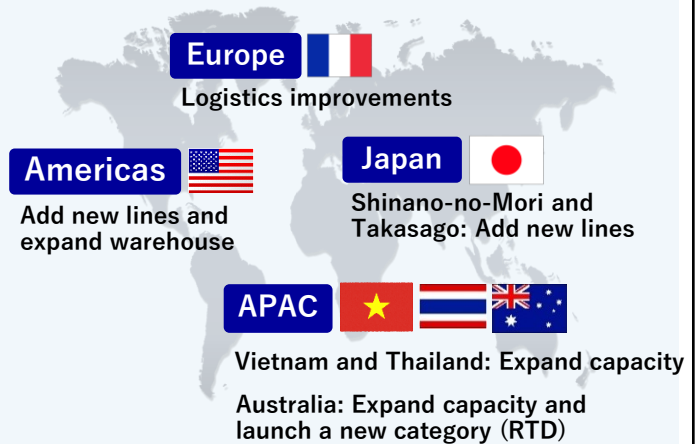 Europe
Logistics improvements
Americas
Add new lines and
expand warehouse
Japan
Shinano-no-Mori and
Takasago: Add new lines
APAC
Vietnam and Thailand: Expand capacity
Australia: Expand capacity and
launch a new category (RTD)